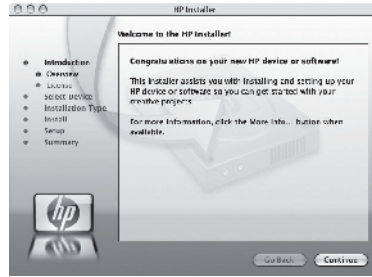 HP Installer
Welcome to the HP Installer!
Introduction
Overview
License
Select Device
Installation Type
Install
Setup
Summary
Congratulations on your new HP device or software!
This installer assists you with installing and setting up your
HP device or software so you can get started with your
creative projects.
For more information, click the More Info... button when
available.
hp
Go Back
Continue